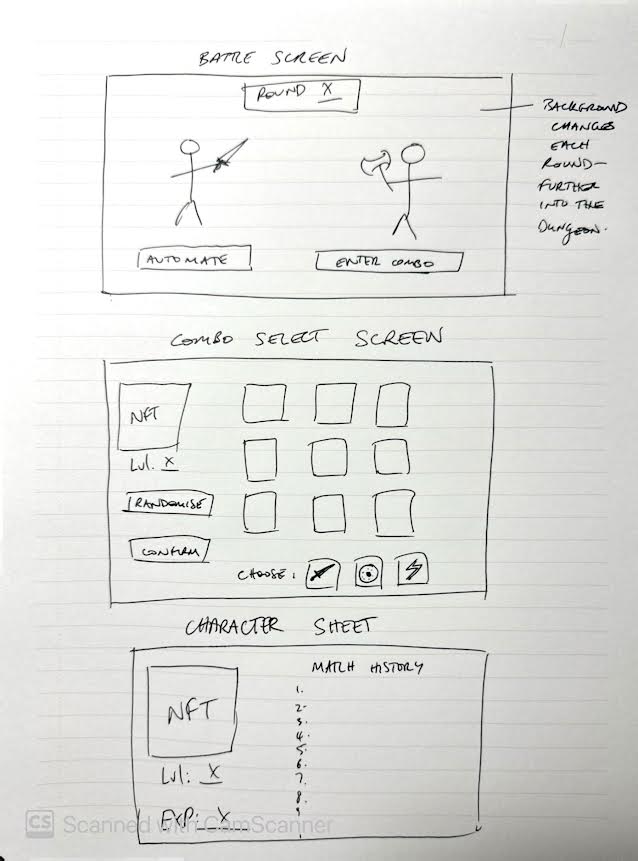 BATTLE SCREEN
ROUND X
BACKGROUND
CHANGES
EACH
ROUND—
FURTHER
INTO THE
DUNGEON.
AUTOMATE
ENTER COMBO
COMBO SELECT SCREEN
NFT
Lvl. X
RANDOMISE
CONFIRM
CHOOSE:
CHARACTER SHEET
NFT
Lvl: X
EXP: X
MATCH HISTORY
1.
2-
3.
4.
5.
6.
7.
8.
9
CS Scanned with CamScanner